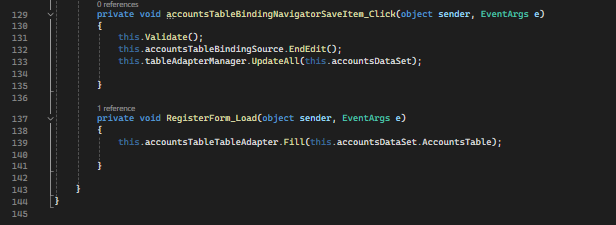 0 references
129 private void accountsTableBindingNavigatorSaveItem_Click(object sender, EventArgs e)
130 {
131 this.Validate();
132 this.accountsTableBindingSource.EndEdit();
133 this.tableAdapterManager.UpdateAll(this.accountsDataSet);
134
135 }
136
1 reference
137 private void RegisterForm_Load(object sender, EventArgs e)
138 {
139 this.accountsTableTableAdapter.Fill(this.accountsDataSet.AccountsTable);
140
141 }
142
143 }
144 }
145